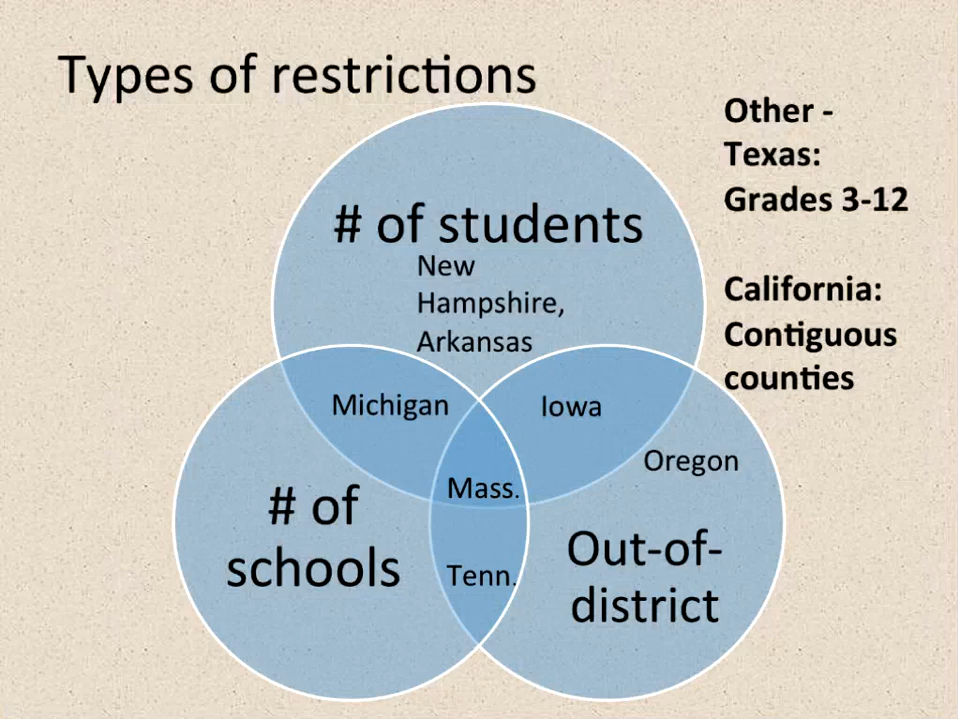 Types of restrictions
Other -
Texas:
Grades 3-12
California:
Contiguous
counties
# of students
New
Hampshire,
Arkansas
Michigan
Iowa
Oregon
Mass.
# of
schools
Tenn.
Out-of-
district